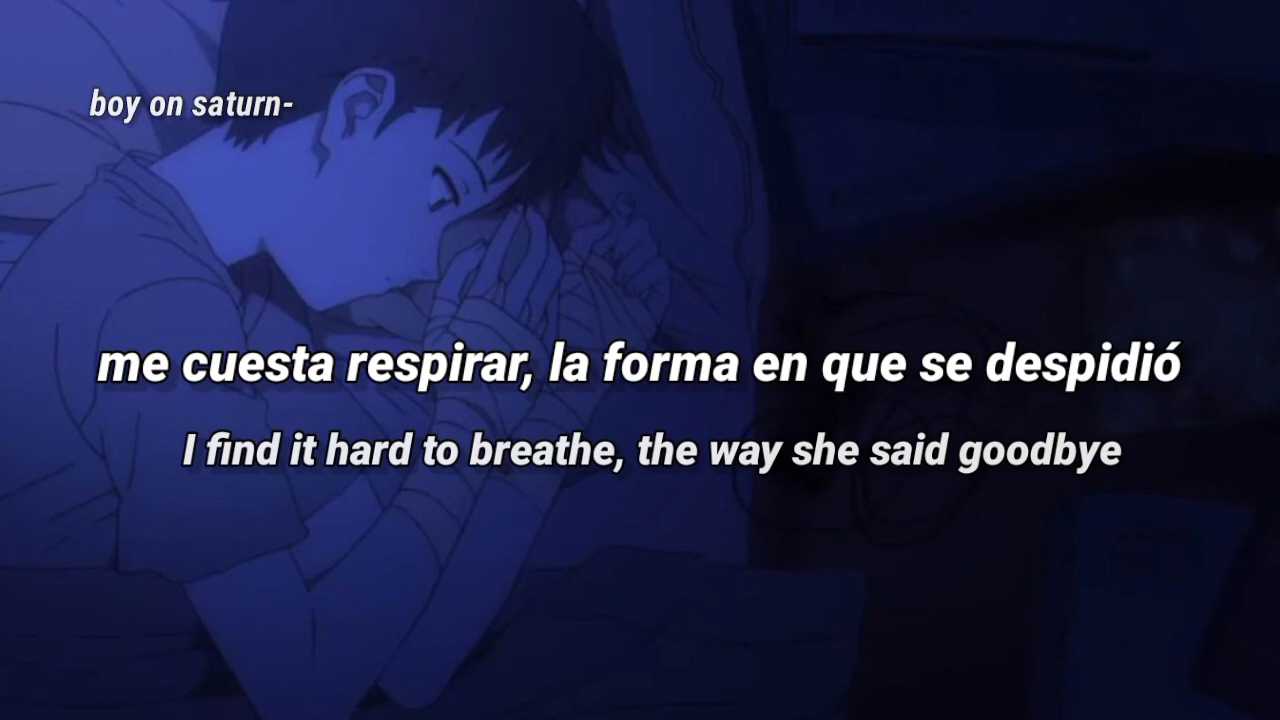 boy on saturn-
me cuesta respirar, la forma en que se despidió
I find it hard to breathe, the way she said goodbye